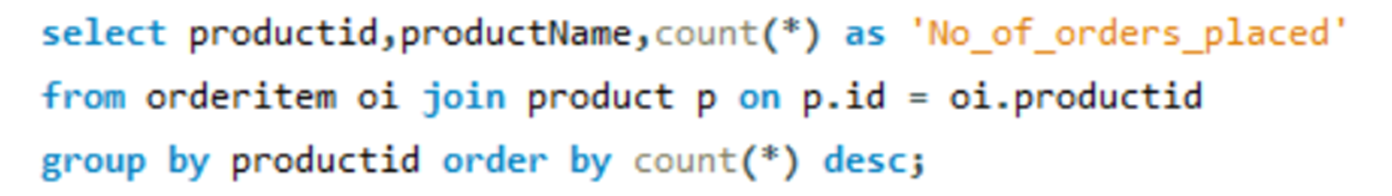 select productid,productName,count(*) as 'No_of_orders_placed'
from orderitem oi join product p on p.id = oi.productid
group by productid order by count(*) desc;